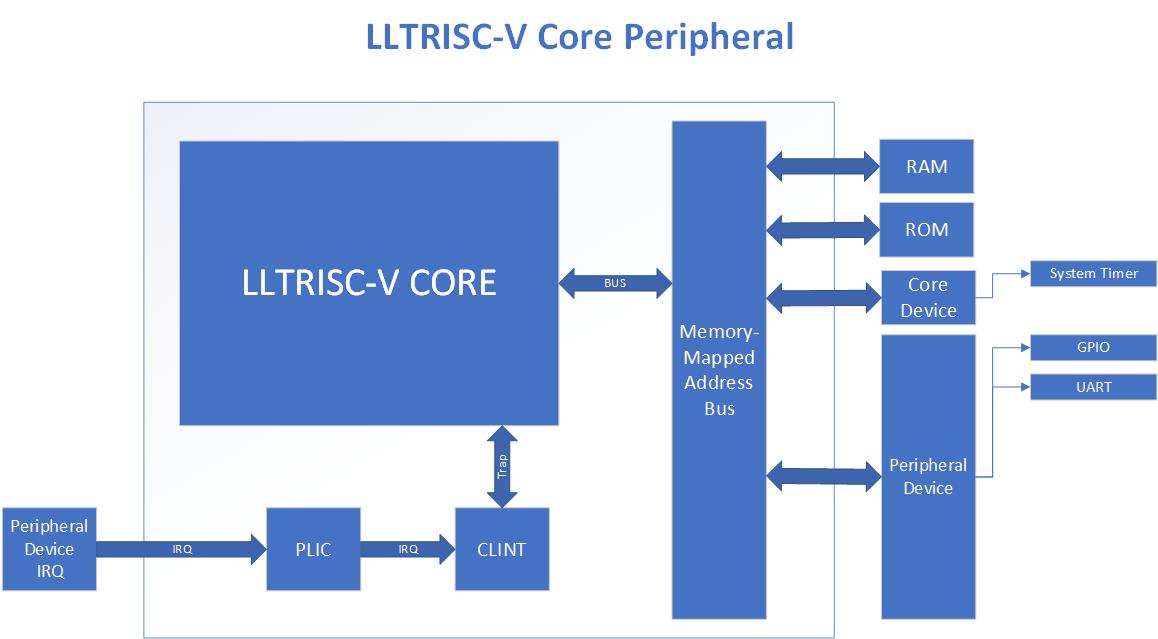 LLTRISC-V Core Peripheral
LLTRISC-V CORE
BUS
Memory-
Mapped
Address
Bus
RAM
ROM
Core
Device
System Timer
GPIO
UART
Peripheral
Device
Trap
Peripheral
Device
IRQ
IRQ
PLIC
IRQ
CLINT